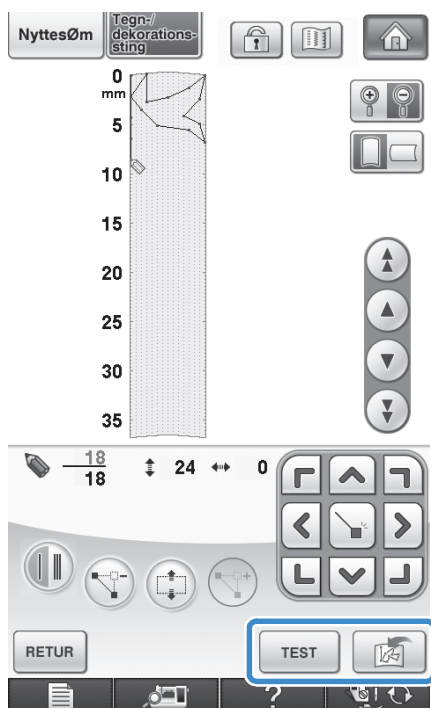 NyttesØm
Tegn-/
dekorations-
sting
0
mm
5
10
15
20
25
30
35
18
18
24
0
RETUR
TEST
?